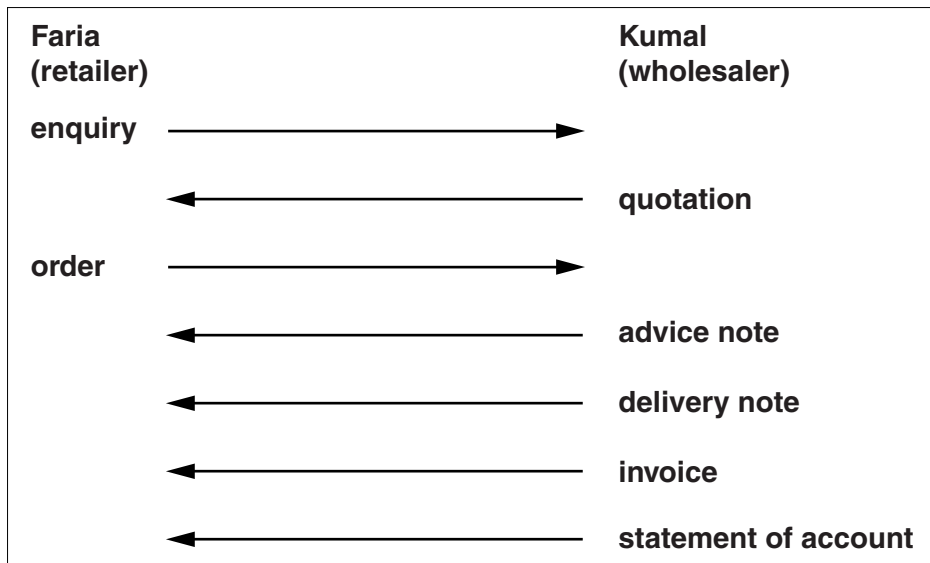 Faria
(retailer)
Kumal
(wholesaler)
enquiry
quotation
order
advice note
delivery note
invoice
statement of account